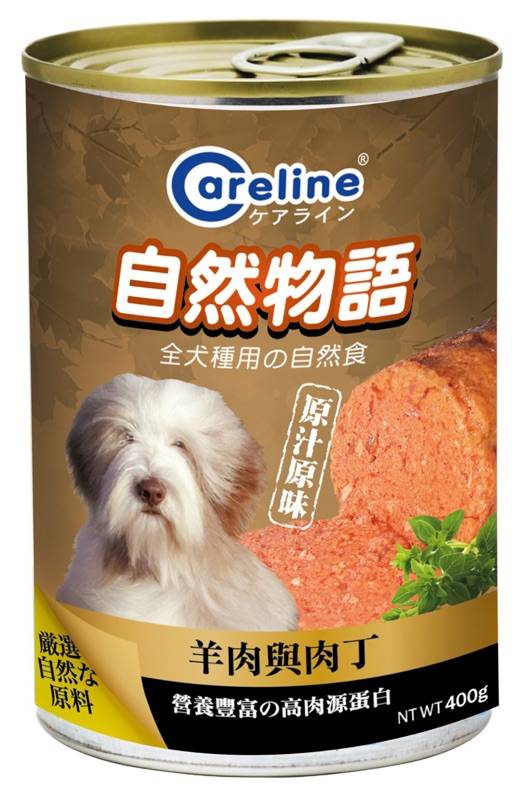 Careline®
ケアライン
自然物語
全犬種用の自然食
原汁原味
羊肉與肉丁
営養豐富の高肉源蛋白
厳選
自然な
原料
NT WT 400g